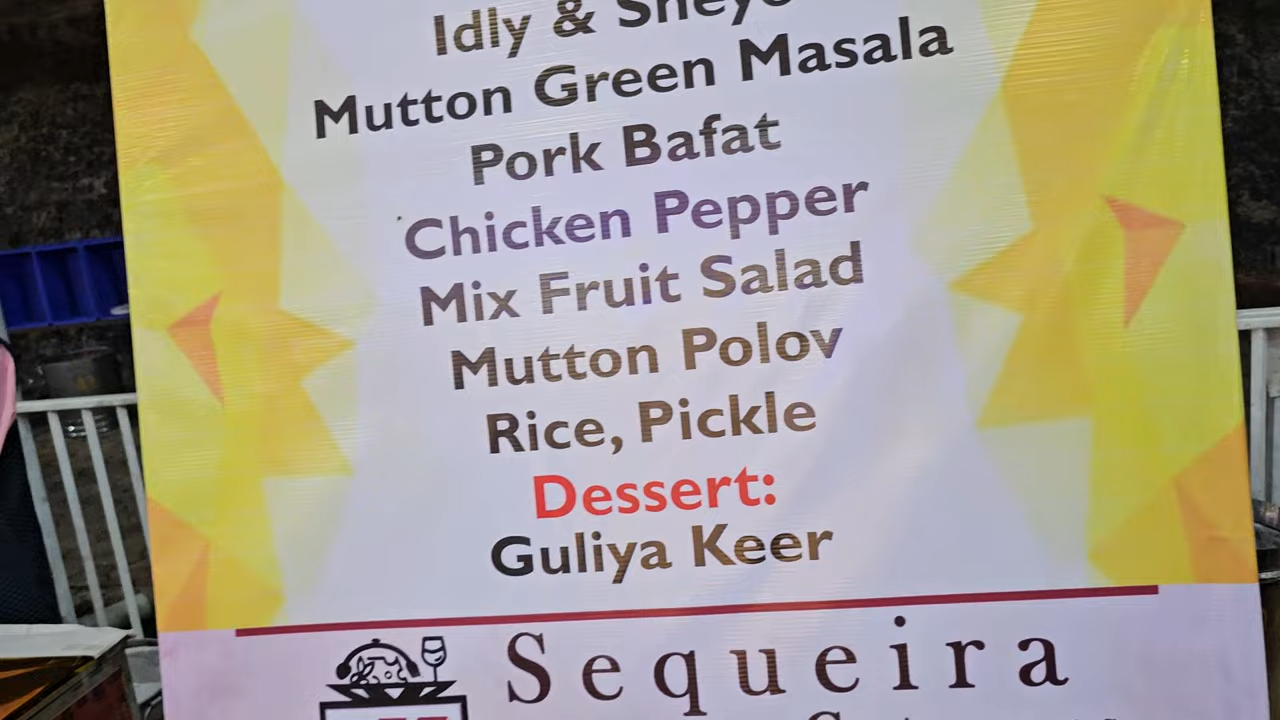 Idly &
Mutton Green Masala
Pork Bafat
Chicken Pepper
Mix Fruit Salad
Mutton Polov
Rice, Pickle
Dessert:
Guliya Keer
Sequeira